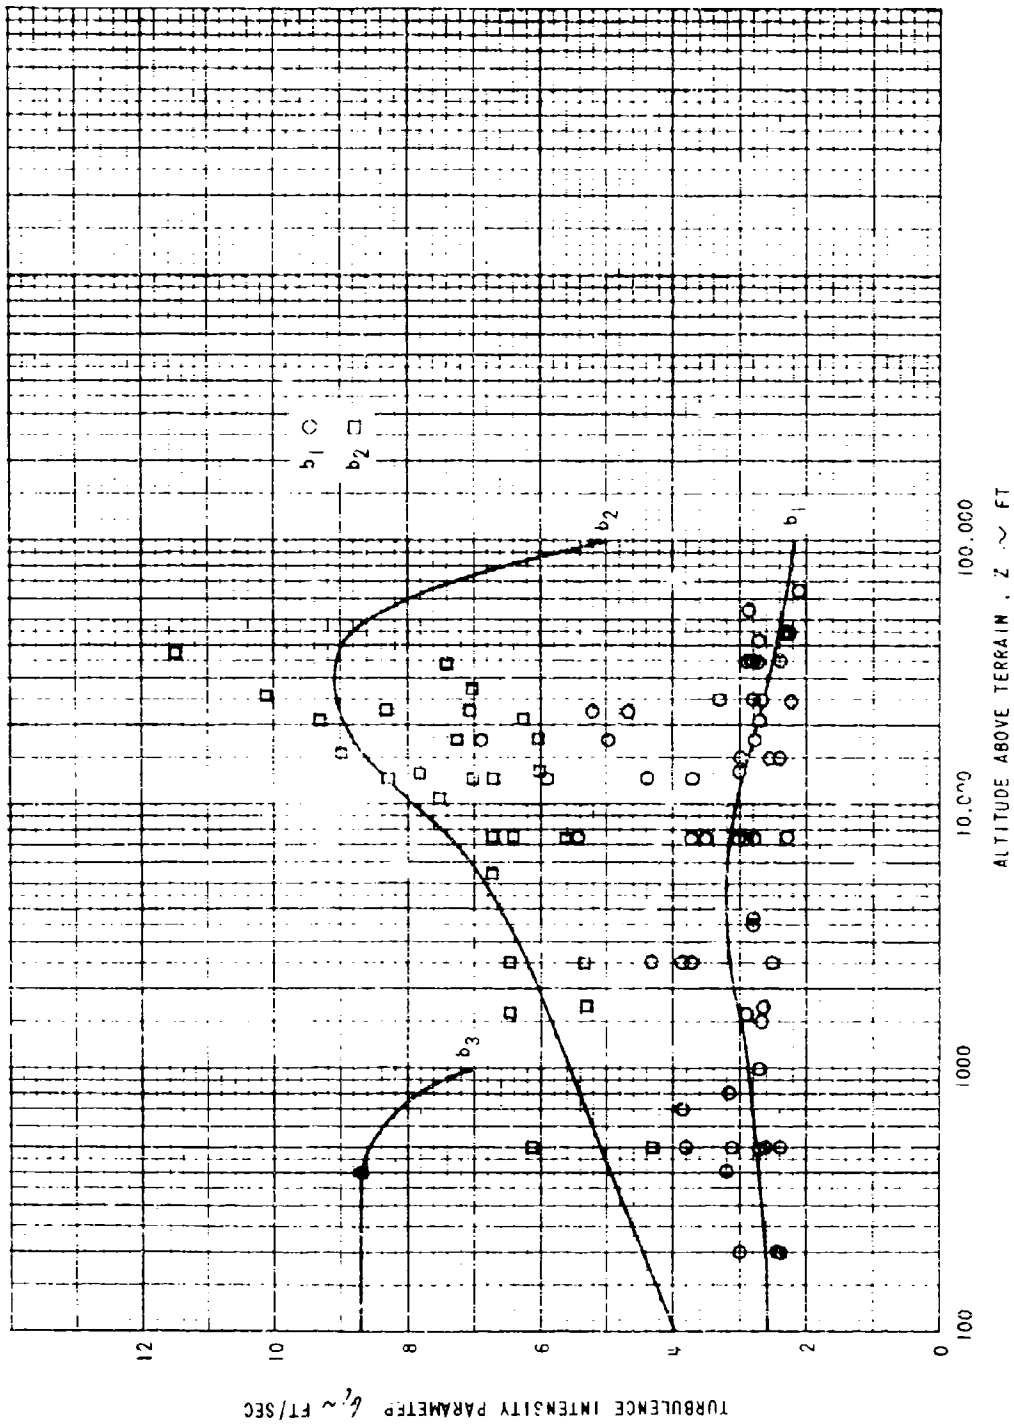 TURBULENCE INTENSITY PARAMETER b_i ~ FT/SEC
12
10
8
6
4
2
0
b1 ○
b2 □
b3
b2
b1
100
1000
10.000
100.000
ALTITUDE ABOVE TERRAIN, Z ~ FT